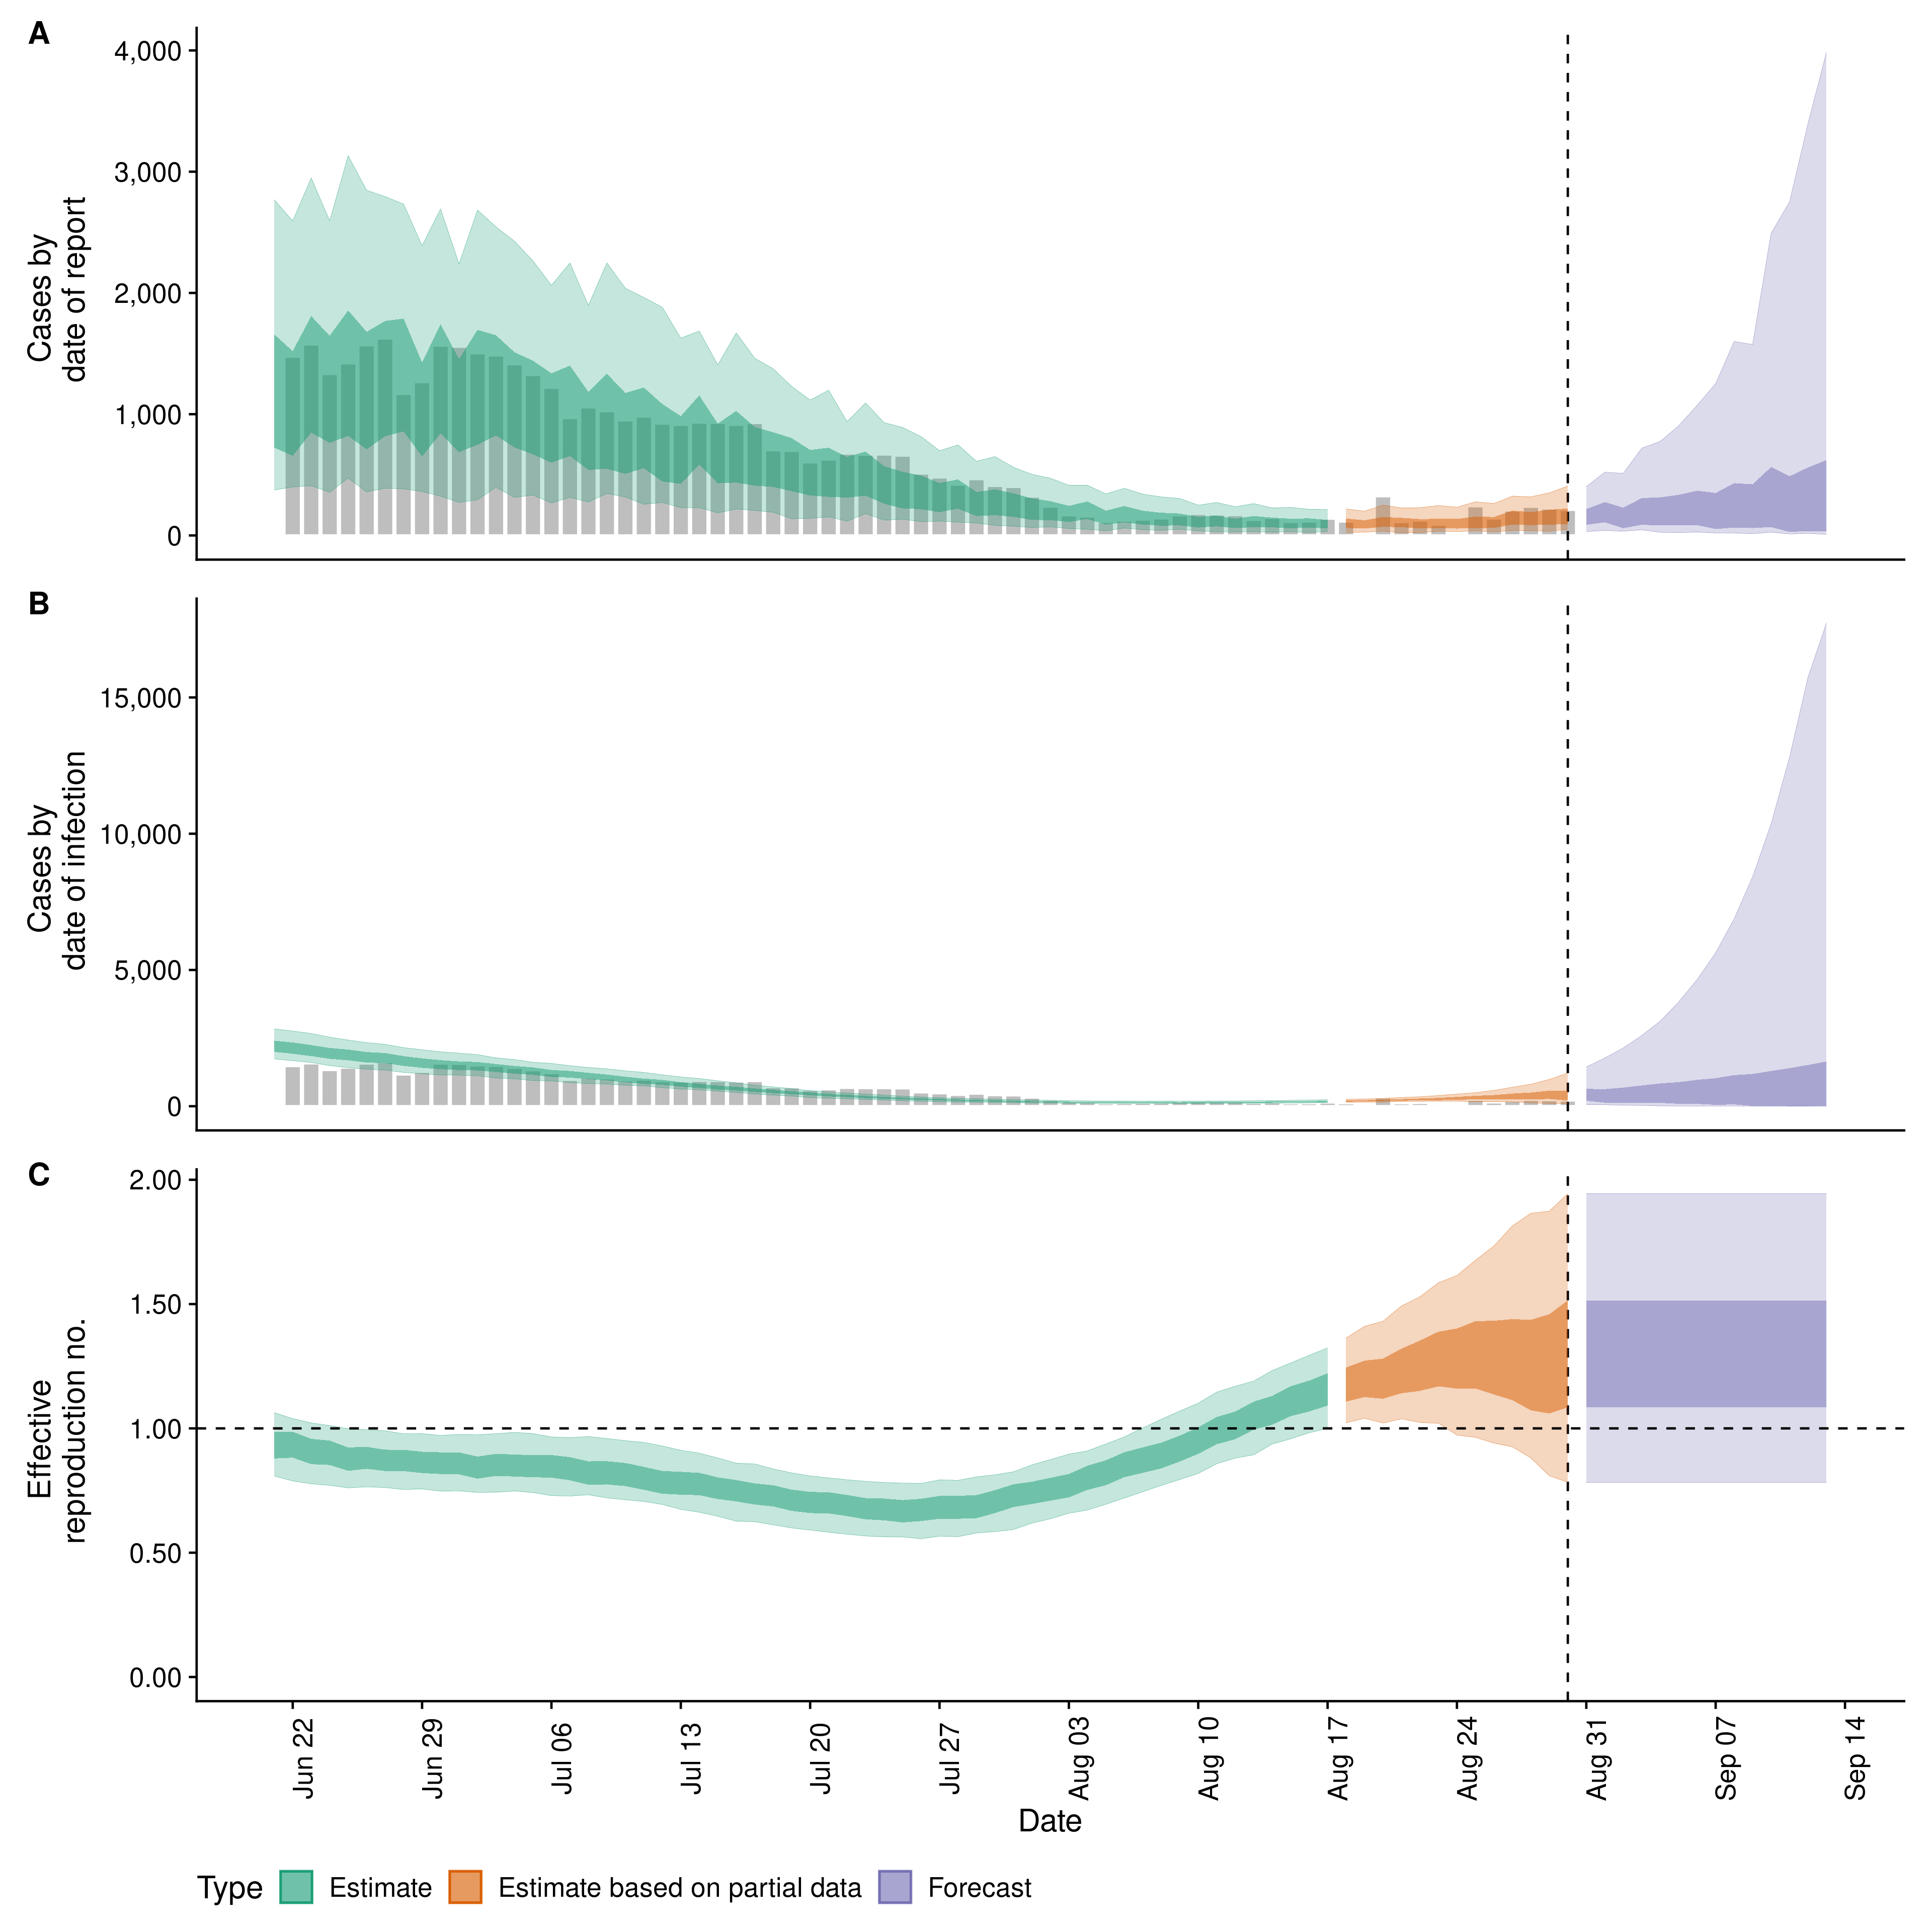 A
4,000
3,000
2,000
1,000
0
Cases by
date of report
B
15,000
10,000
5,000
0
Cases by
date of infection
C
2.00
1.50
1.00
0.50
0.00
Effective
reproduction no.
Jun 22
Jun 29
Jul 06
Jul 13
Jul 20
Jul 27
Aug 03
Aug 10
Aug 17
Aug 24
Aug 31
Sep 07
Sep 14
Date
Type Estimate Estimate based on partial data Forecast